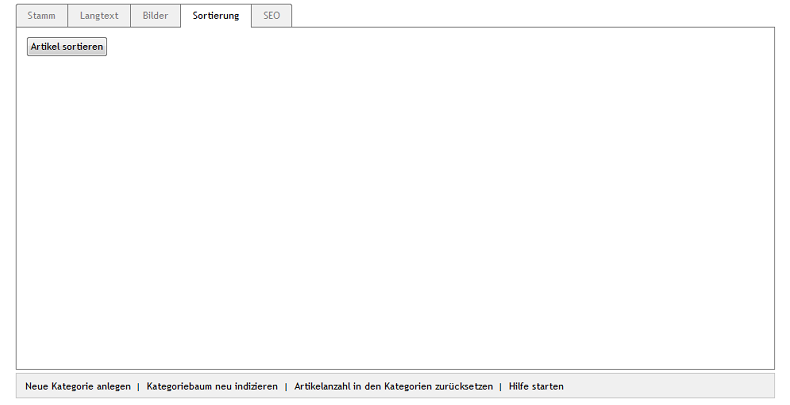 Stamm Langtext Bilder Sortierung SEO
Artikel sortieren
Neue Kategorie anlegen | Kategoriebaum neu indizieren | Artikelanzahl in den Kategorien zurücksetzen | Hilfe starten